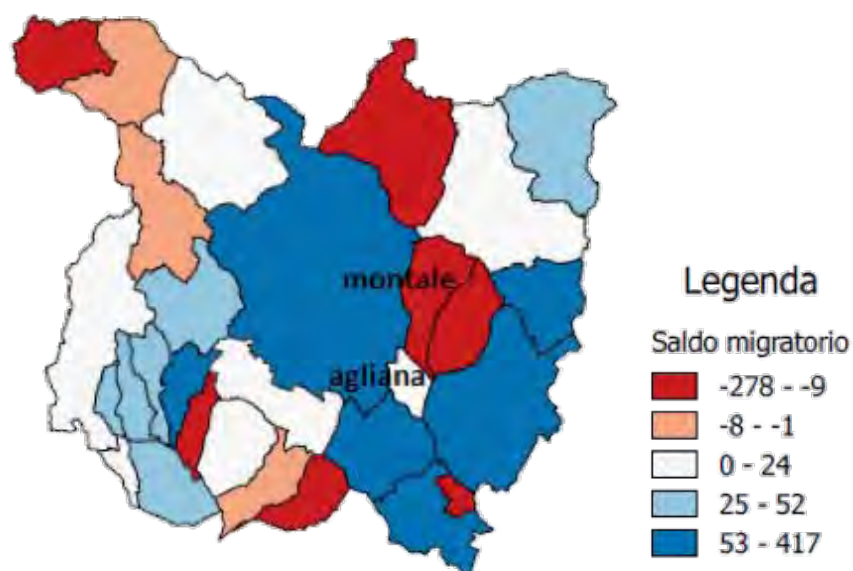 montale
agliana
Legenda
Saldo migratorio
-278 - -9
-8 - -1
0 - 24
25 - 52
53 - 417